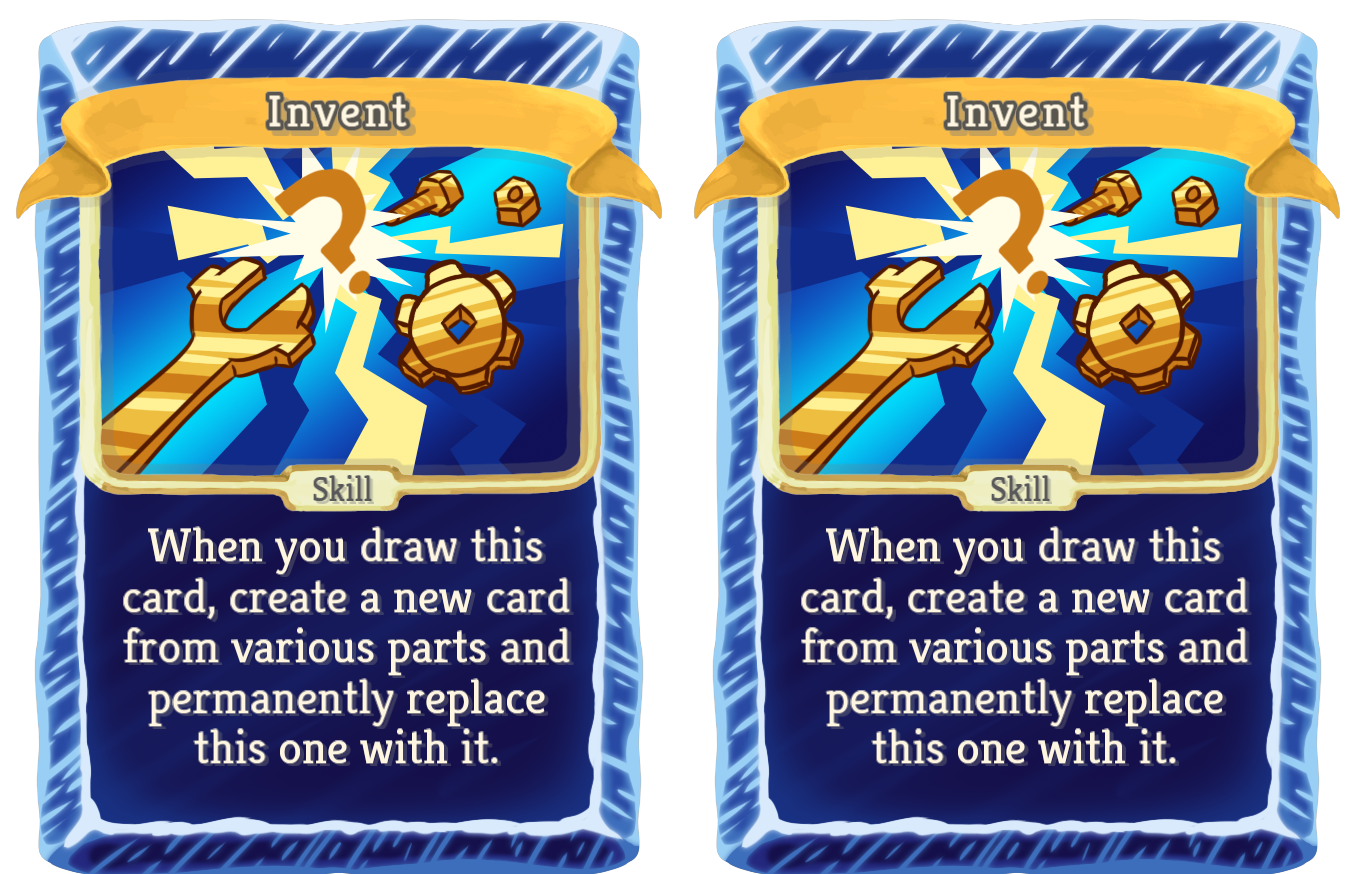 Invent
Skill
When you draw this
card, create a new card
from various parts and
permanently replace
this one with it.
Invent
Skill
When you draw this
card, create a new card
from various parts and
permanently replace
this one with it.